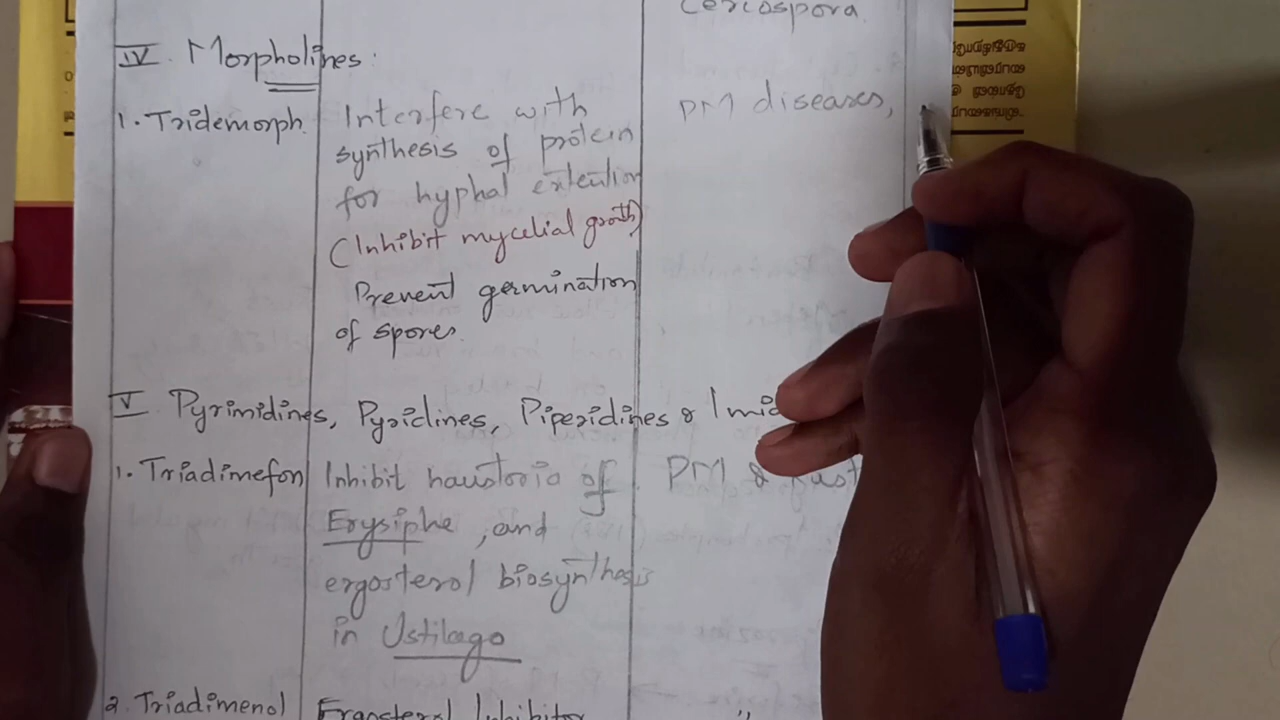 Cercospora.
IV. Morpholines:
1. Tridemorph. Interfere with PM diseases,
synthesis of protein
for hyphal extention
(Inhibit mycelial growth)
Prevent germination
of spores.
V Pyrimidines, Pyridines, Piperidines & Imid
1. Triadimefon Inhibit haustoria of PM & Rust
Erysiphe, and
ergosterol biosynthesis
in Ustilago
2. Triadimenol Inhibitor "